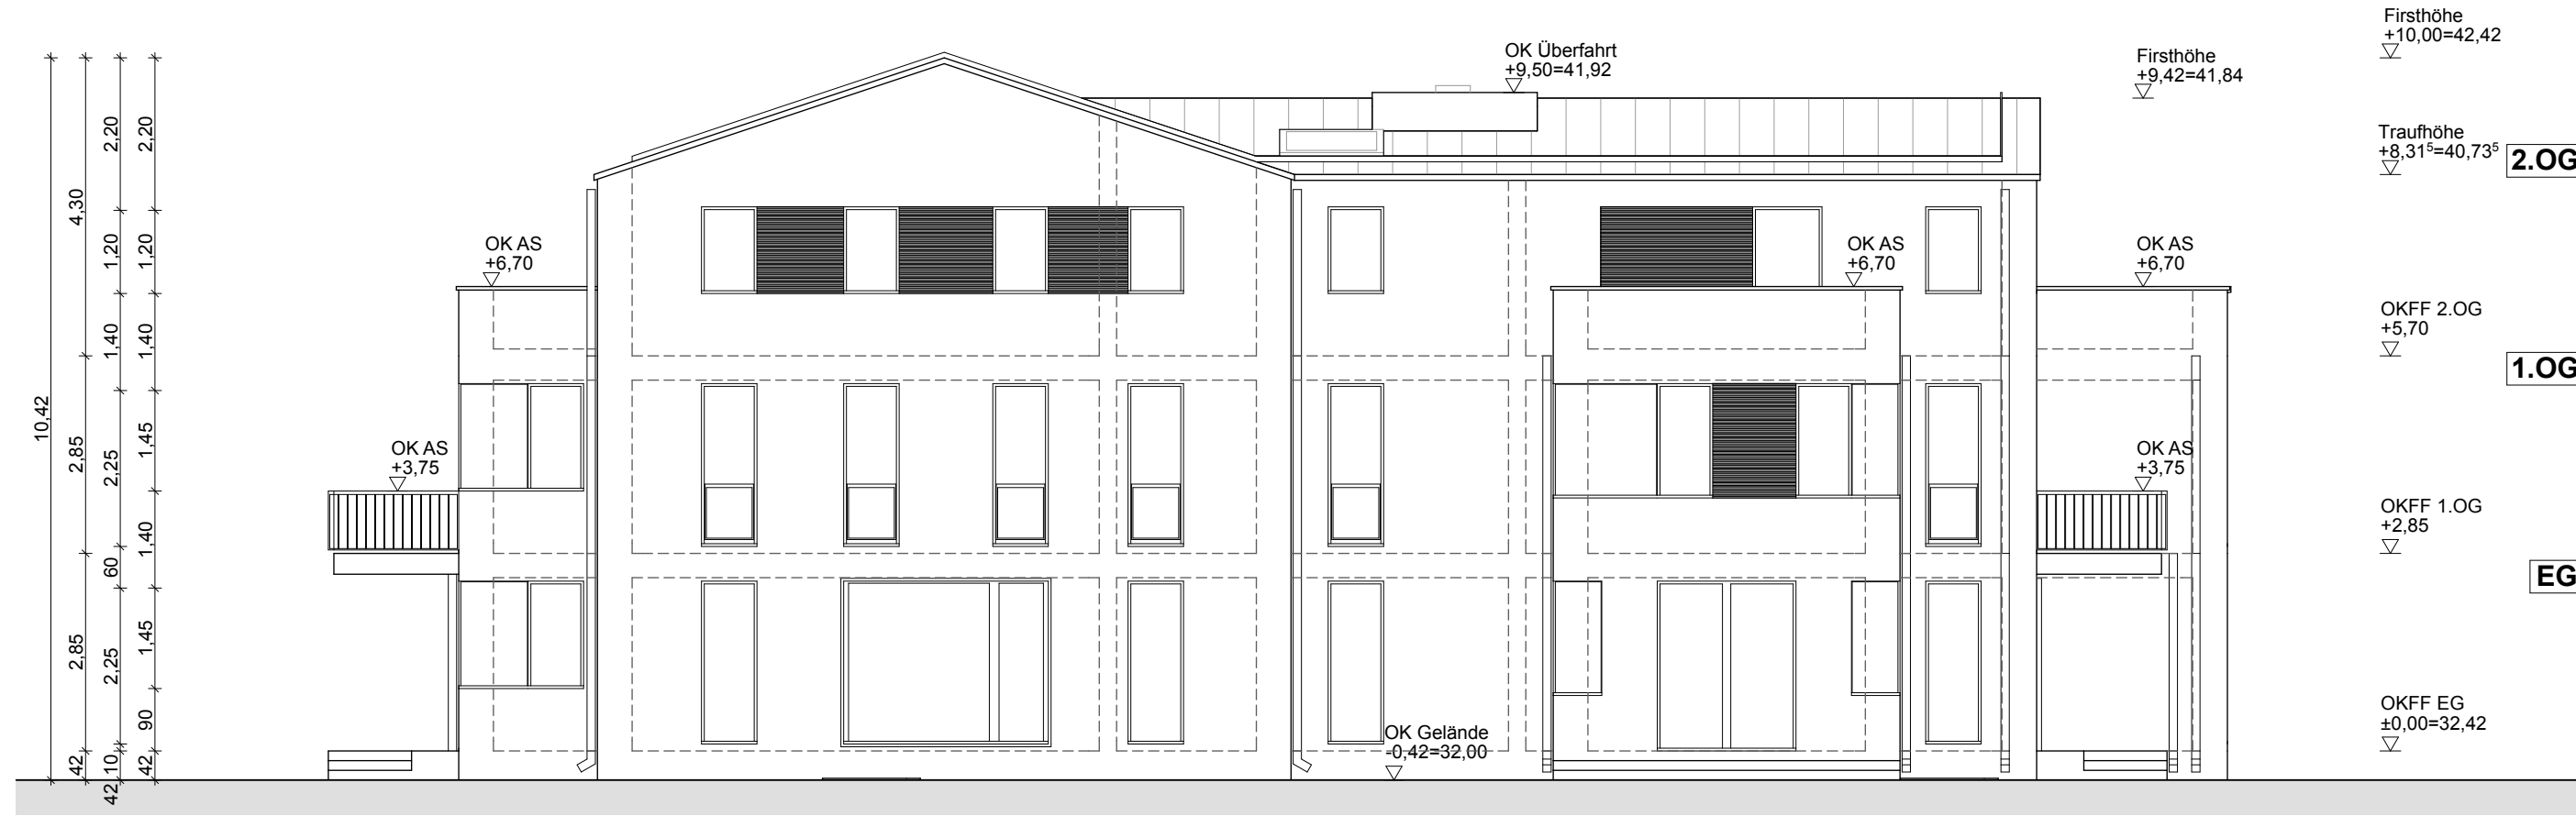 Firsthöhe
+10,00=42,42
OK Überfahrt
+9,50=41,92
Firsthöhe
+9,42=41,84
Traufhöhe
+8,31⁵=40,73⁵
2.OG
OK AS
+6,70
OK AS
+6,70
OK AS
+6,70
OKFF 2.OG
+5,70
1.OG
OK AS
+3,75
OK AS
+3,75
OKFF 1.OG
+2,85
EG
OK Gelände
-0,42=32,00
OKFF EG
±0,00=32,42
10,42
4,30
2,85
2,85
42
2,20
1,20
1,40
2,25
60
2,25
10
42
2,20
1,20
1,40
1,45
1,40
1,45
90
42